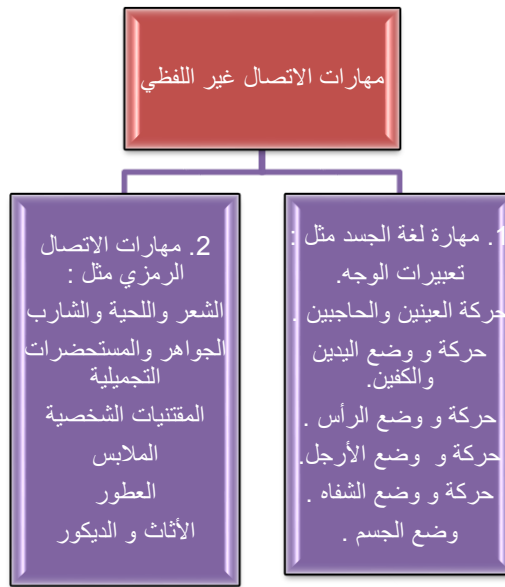 مهارات الاتصال غير اللفظي
1. مهارة لغة الجسد مثل :
تعبيرات الوجه.
حركة العينين والحاجبين .
حركة و وضع اليدين
والكفين.
حركة و وضع الرأس .
حركة و  وضع الأرجل.
حركة و وضع الشفاه .
وضع الجسم .
2. مهارات الاتصال
الرمزي مثل :
الشعر واللحية والشارب
الجواهر والمستحضرات
التجميلية
المقتنيات الشخصية
الملابس
العطور
الأثاث و الديكور